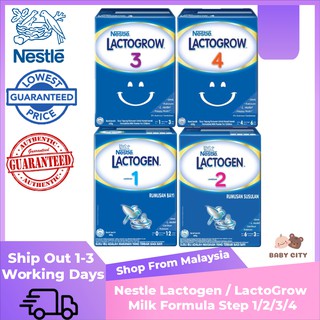 Nestlé
LOWEST
GUARANTEED
PRICE
AUTHENTIC
GUARANTEED
AUTHENTIC
Nestlé
LACTOGROW
3
Nestlé
LACTOGROW
4
LACTOGEN
1
RUMUSAN BAYI
LACTOGEN
2
RUMUSAN SUSULAN
BABY CITY
Ship Out 1-3
Working Days
Shop From Malaysia
Nestle Lactogen / LactoGrow
Milk Formula Step 1/2/3/4